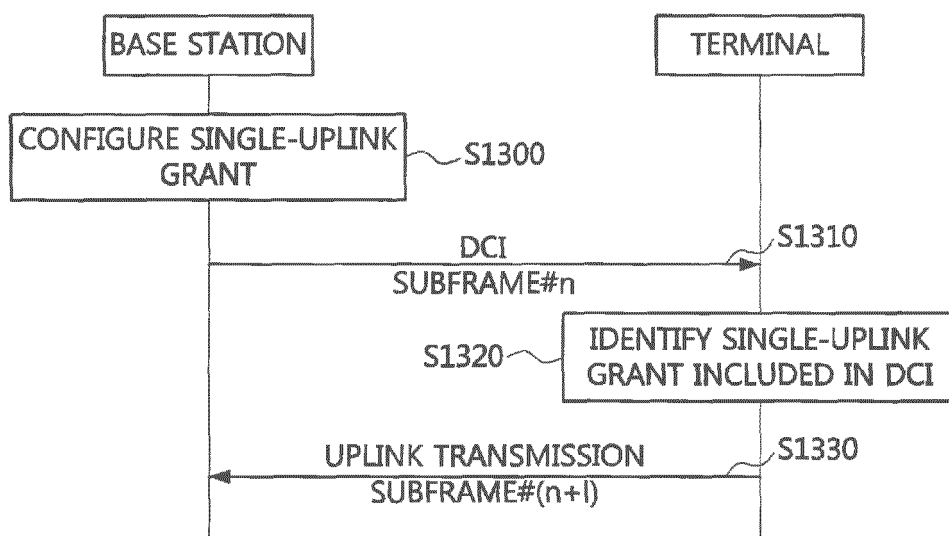 BASE STATION
TERMINAL
CONFIGURE SINGLE-UPLINK
GRANT
S1300
DCI
S1310
SUBFRAME#n
IDENTIFY SINGLE-UPLINK
GRANT INCLUDED IN DCI
S1320
UPLINK TRANSMISSION
S1330
SUBFRAME#(n+l)